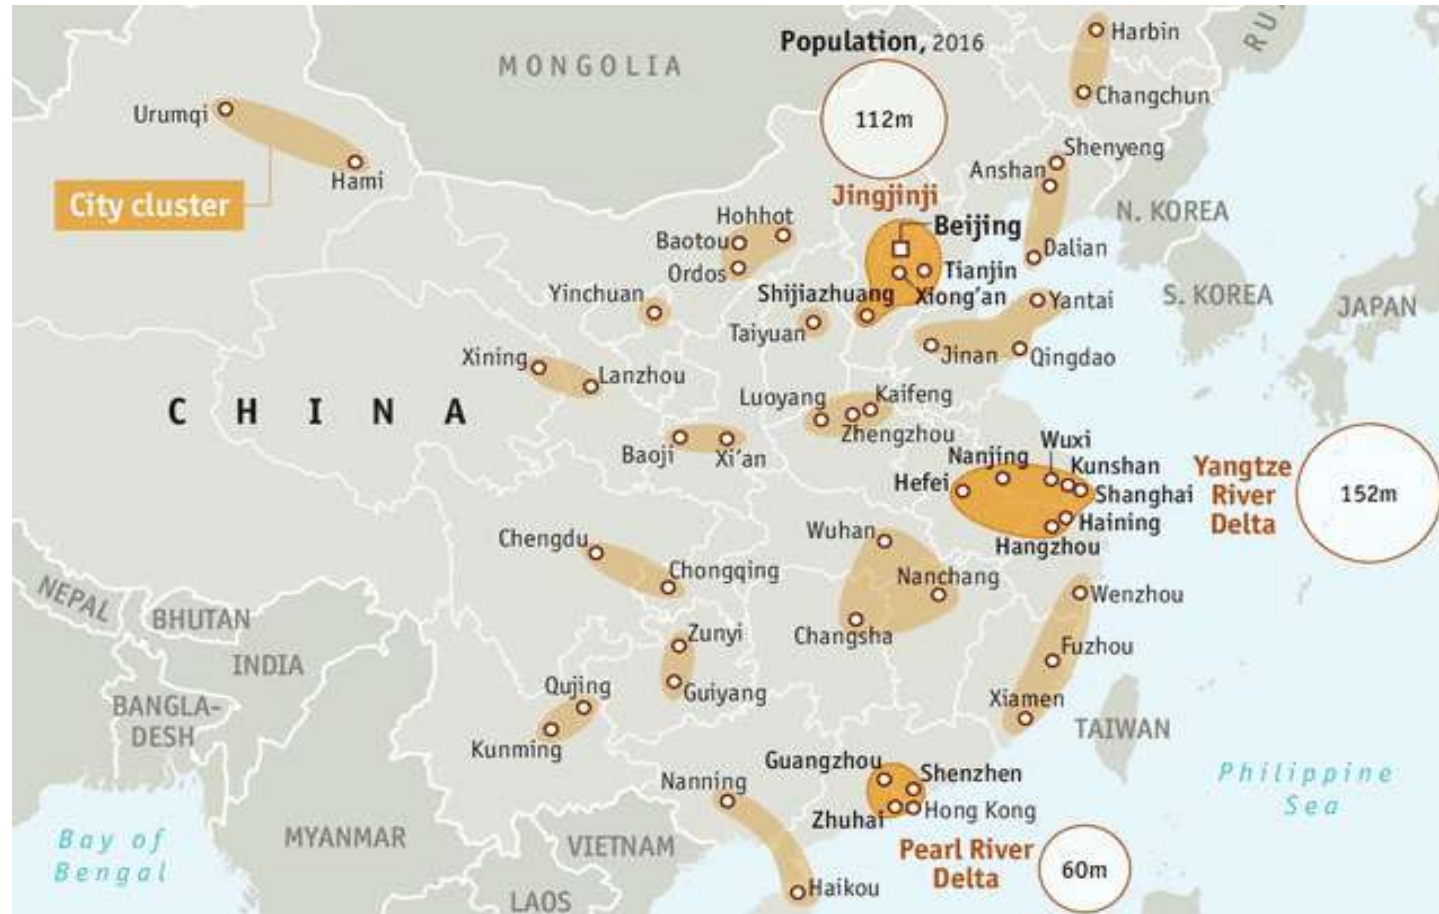 Population, 2016
112m
Jingjinji
MONGOLIA
RU
Harbin
Changchun
Urumqi
Hami
City cluster
Shenyeng
Anshan
Dalian
N. KOREA
S. KOREA
JAPAN
Hohhot
Baotou
Ordos
Beijing
Tianjin
Xiong'an
Shijiazhuang
Yinchuan
Taiyuan
Yantai
Jinan
Qingdao
Xining
Lanzhou
CHINA
Luoyang
Kaifeng
Zhengzhou
Baoji
Xi'an
Wuxi
Nanjing
Kunshan
Hefei
Shanghai
Haining
Hangzhou
Yangtze
River
Delta
152m
Wuhan
Nanchang
Changsha
Chengdu
Chongqing
NEPAL
BHUTAN
INDIA
BANGLA-
DESH
Zunyi
Guiyang
Qujing
Kunming
Wenzhou
Fuzhou
Xiamen
TAIWAN
Philippine
Sea
Guangzhou
Shenzhen
Hong Kong
Zhuhai
Pearl River
Delta
60m
Nanning
Haikou
Bay of
Bengal
MYANMAR
VIETNAM
LAOS